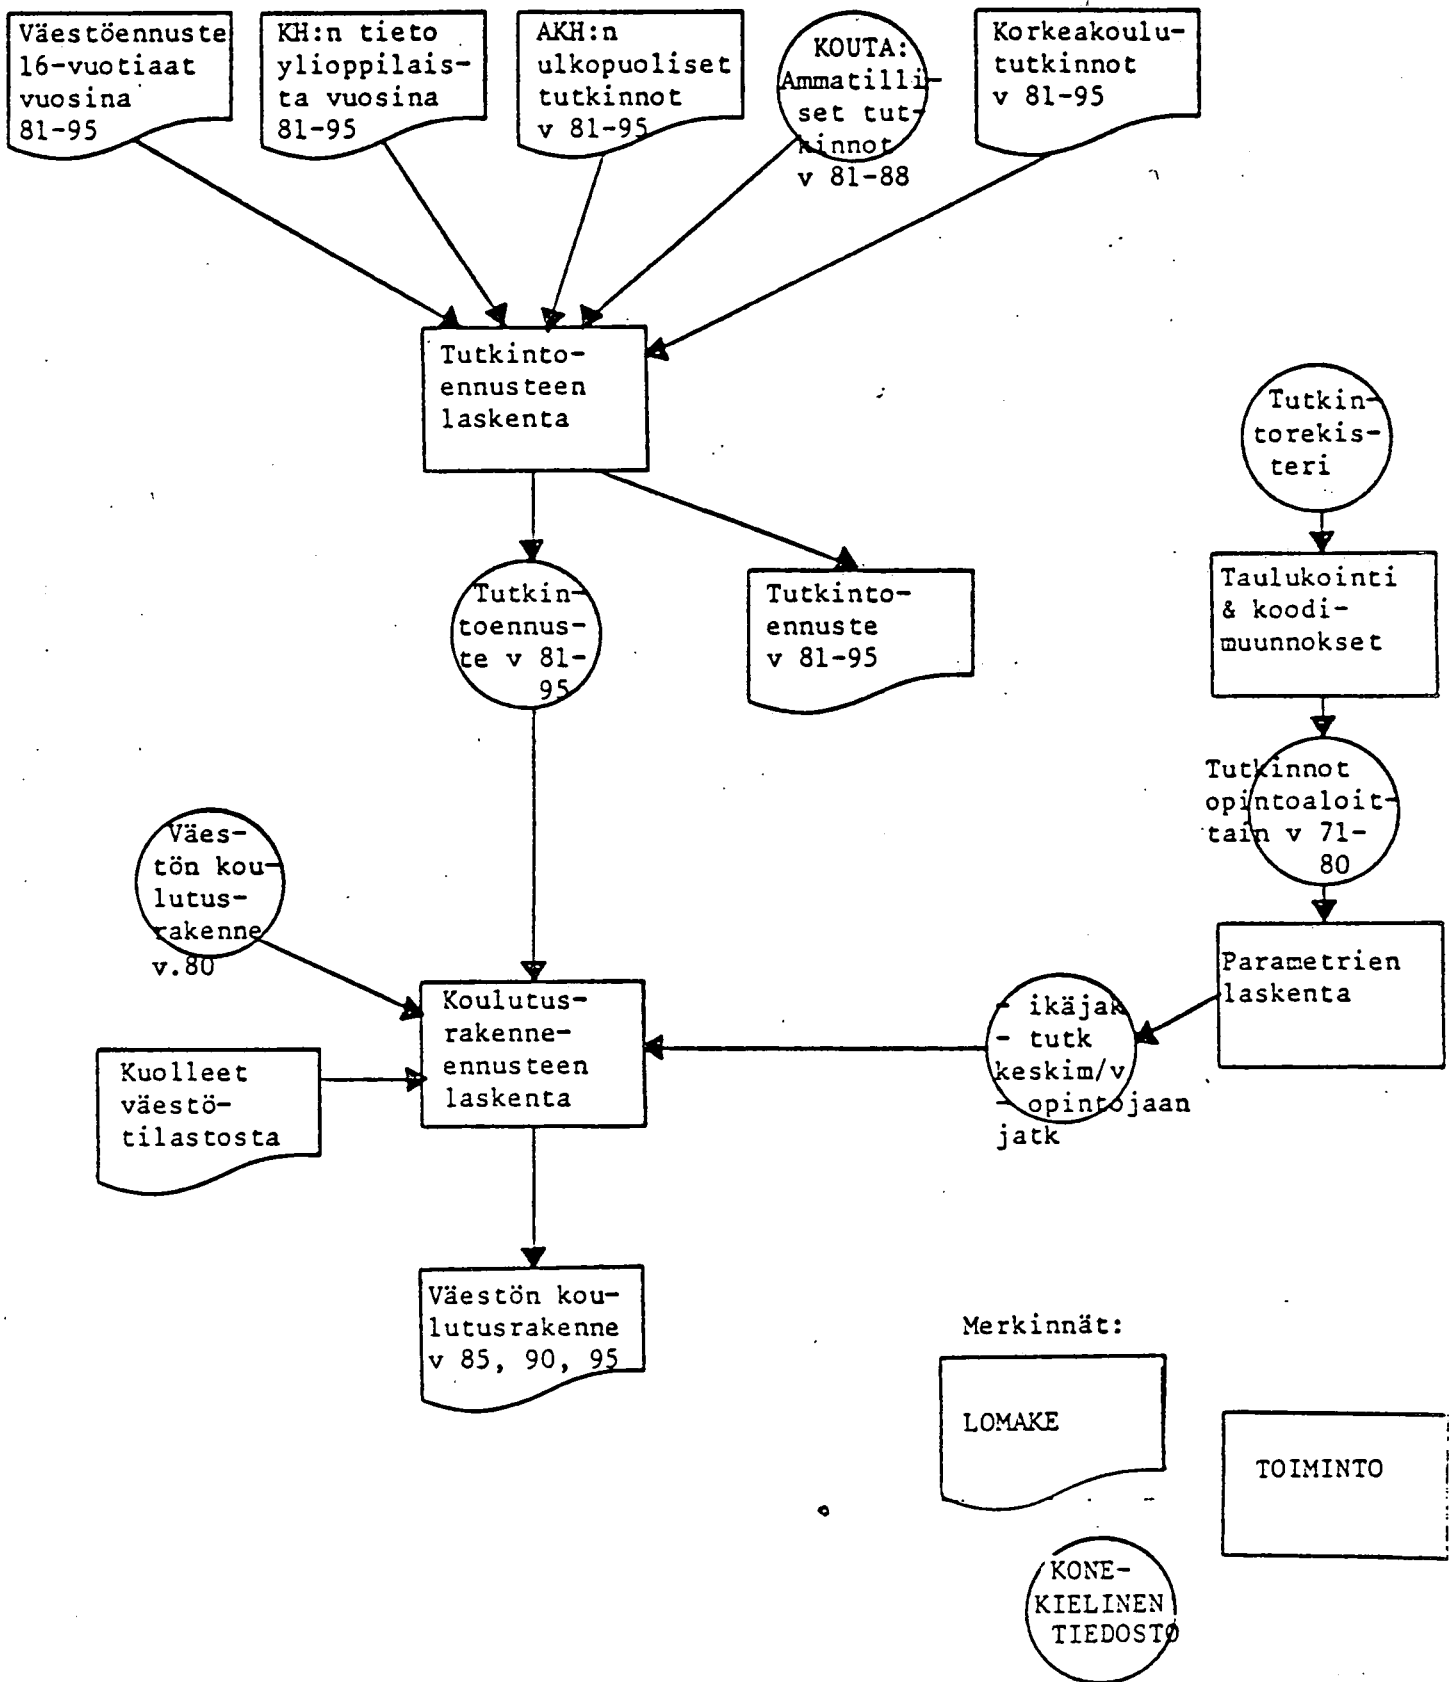 Väestöennuste
16-vuotiaat
vuosina
81-95
KH:n tieto
ylioppilais-
ta vuosina
81-95
AKH:n
ulkopuoliset
tutkinnot
v 81-95
KOUTA:
Ammatilli-
set tut-
kinnot
v 81-88
Korkeakoulu-
tutkinnot
v 81-95
Tutkinto-
ennusteen
laskenta
Tutkin-
torekis-
teri
Tutkin-
toennus-
te v 81-
95
Tutkinto-
ennuste
v 81-95
Taulukointi
& koodi-
muunnokset
Tutkinnot
opintoaloit-
tain v 71-
80
Väes-
tön kou-
lutus-
rakenne
v.80
Parametrien
laskenta
Koulutus-
rakenne-
ennusteen
laskenta
- ikäjak
- tutk
keskim/v
- opintojaan
jatk
Kuolleet
väestö-
tilastosta
Väestön kou-
lutusrakenne
v 85, 90, 95
Merkinnät:
LOMAKE
TOIMINTO
KONE-
KIELINEN
TIEDOSTO